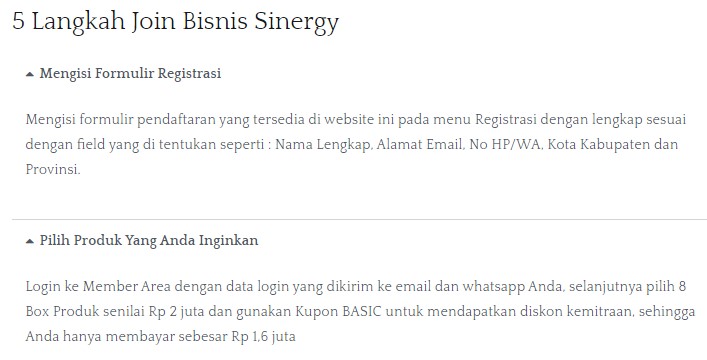 5 Langkah Join Bisnis Sinergy
Mengisi Formulir Registrasi
Mengisi formulir pendaftaran yang tersedia di website ini pada menu Registrasi dengan lengkap sesuai
dengan field yang di tentukan seperti : Nama Lengkap, Alamat Email, No HP/WA, Kota Kabupaten dan
Provinsi.
Pilih Produk Yang Anda Inginkan
Login ke Member Area dengan data login yang dikirim ke email dan whatsapp Anda, selanjutnya pilih 8
Box Produk senilai Rp 2 juta dan gunakan Kupon BASIC untuk mendapatkan diskon kemitraan, sehingga
Anda hanya membayar sebesar Rp 1,6 juta